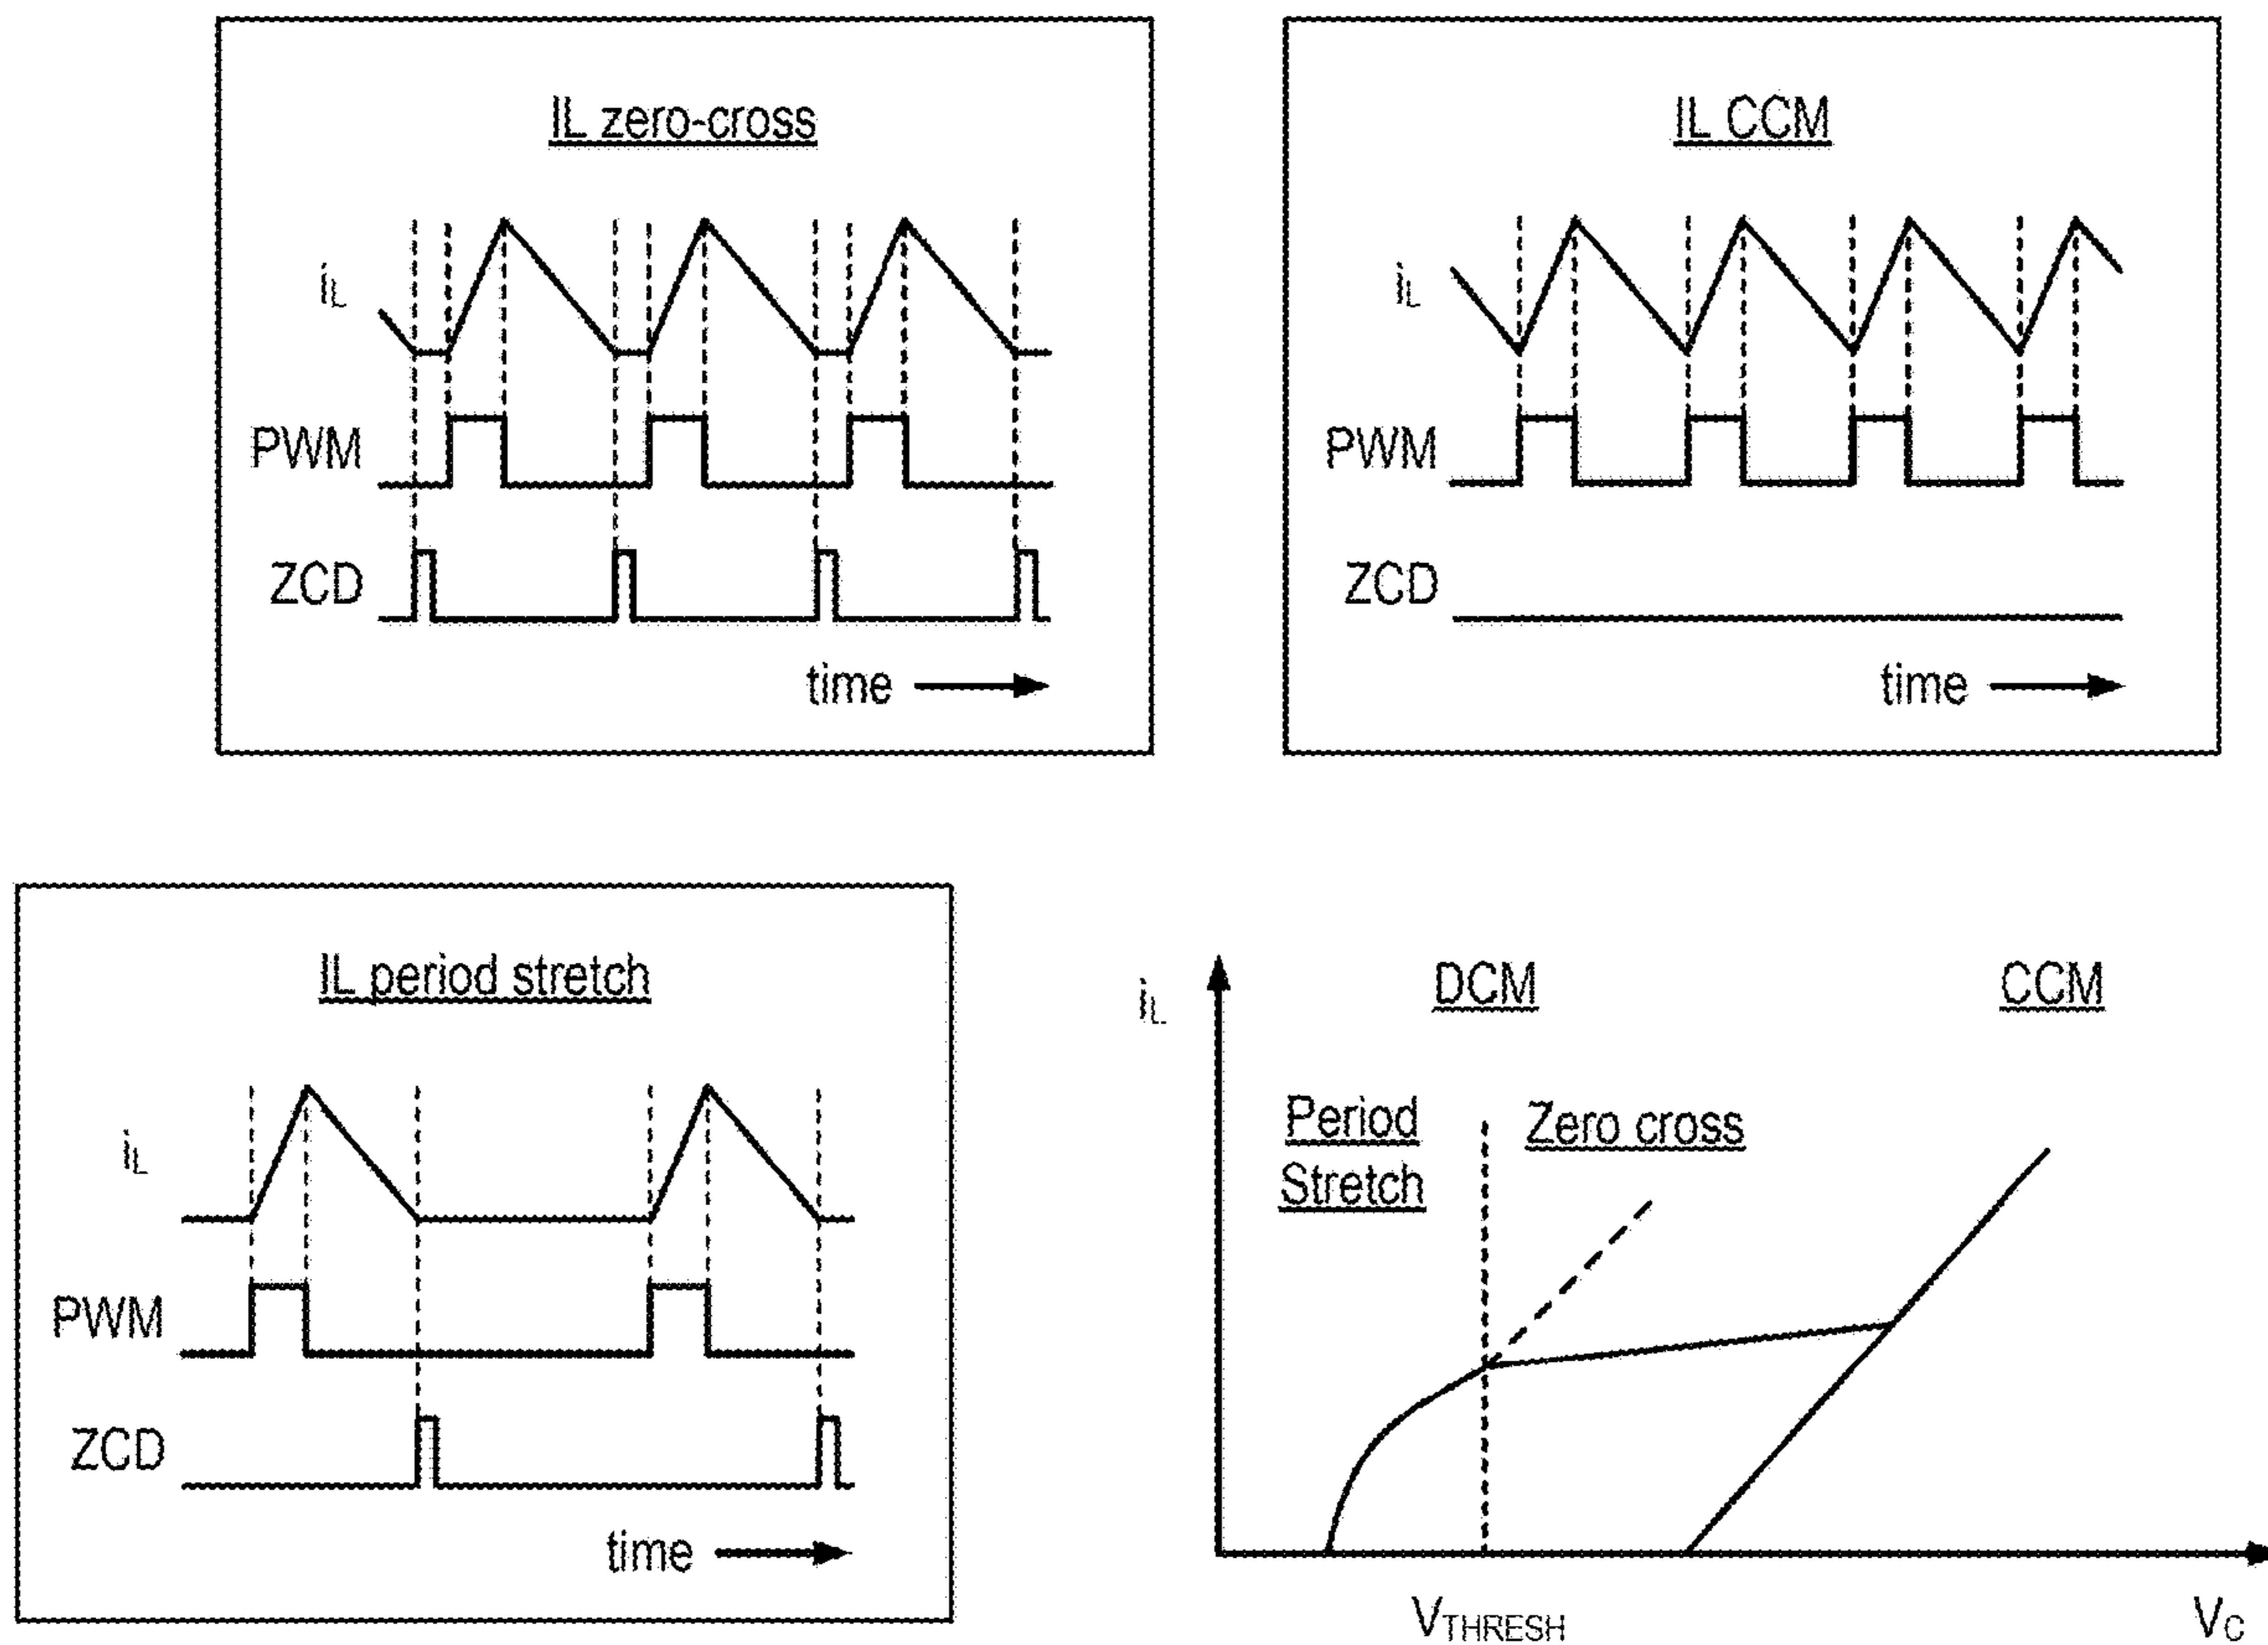 IL zero-cross
iL
PWM
ZCD
time
IL CCM
iL
PWM
ZCD
time
IL period stretch
iL
PWM
ZCD
time
iL
DCM
CCM
Period
Stretch
Zero cross
VTHRESH
VC